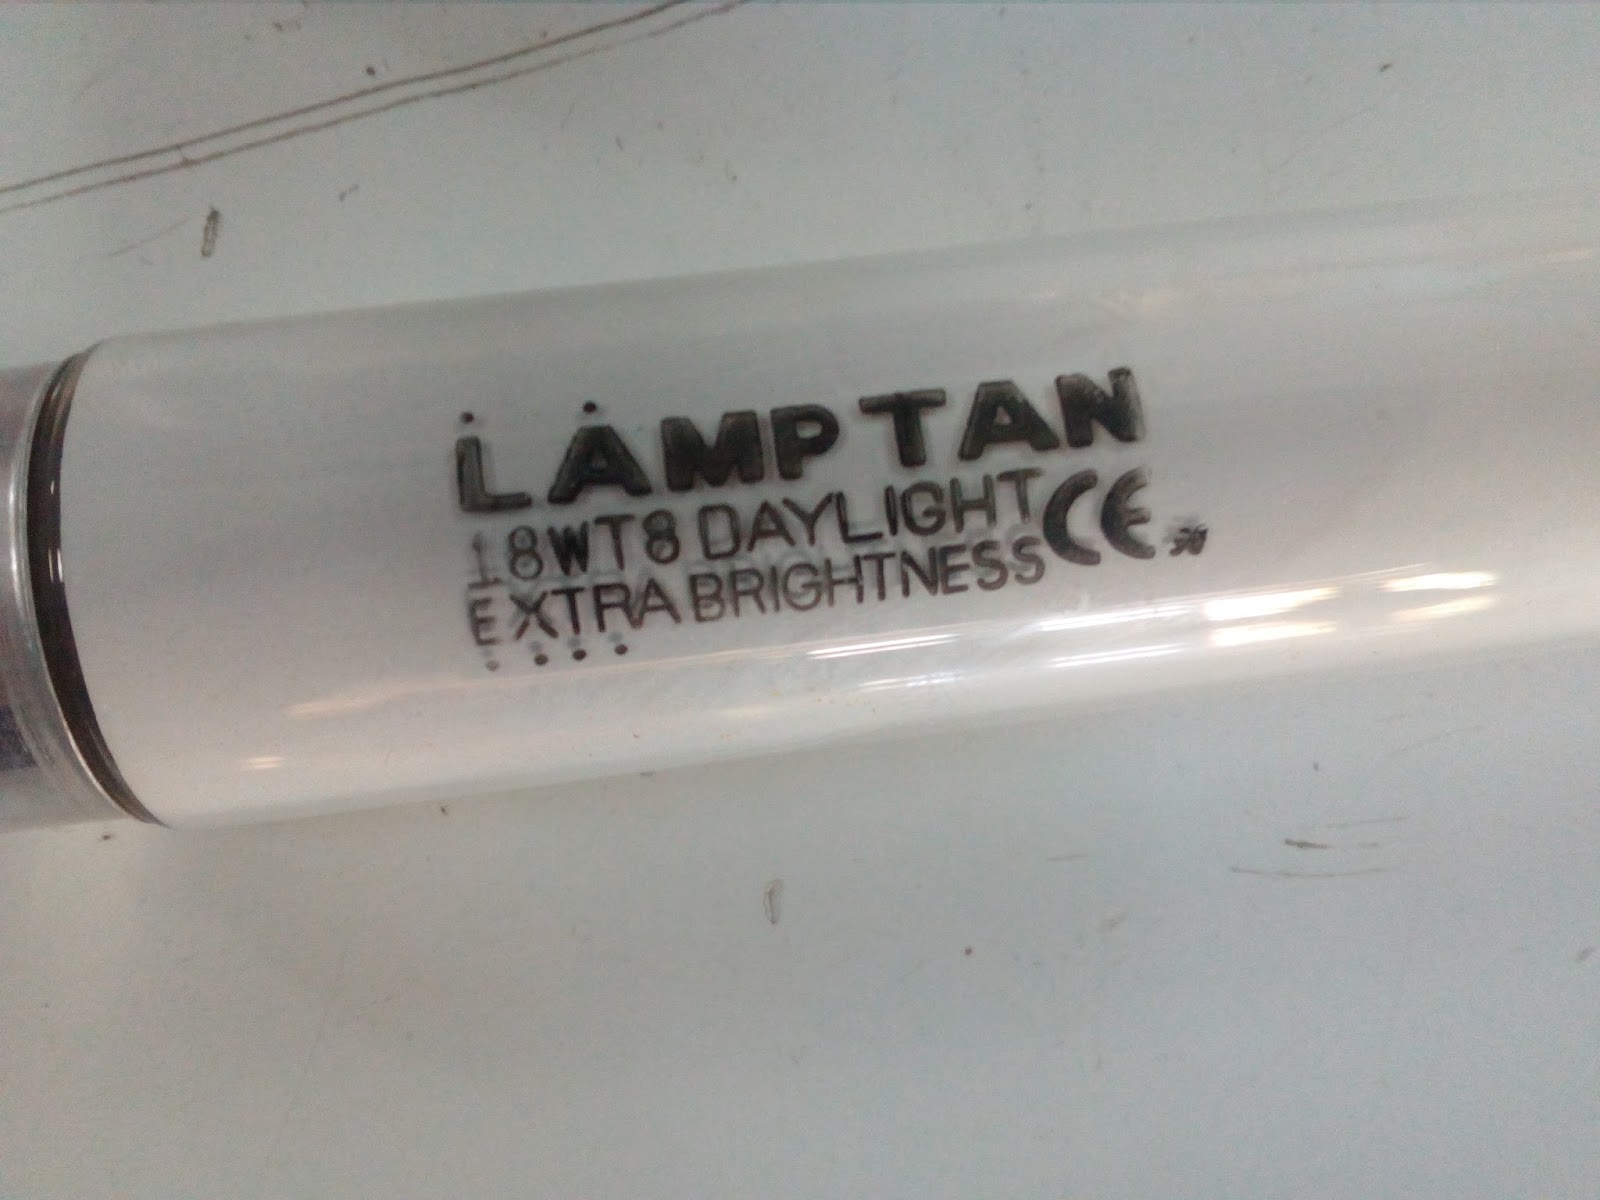 LAMPTAN
18WT8 DAYLIGHT CE
EXTRA BRIGHTNESS